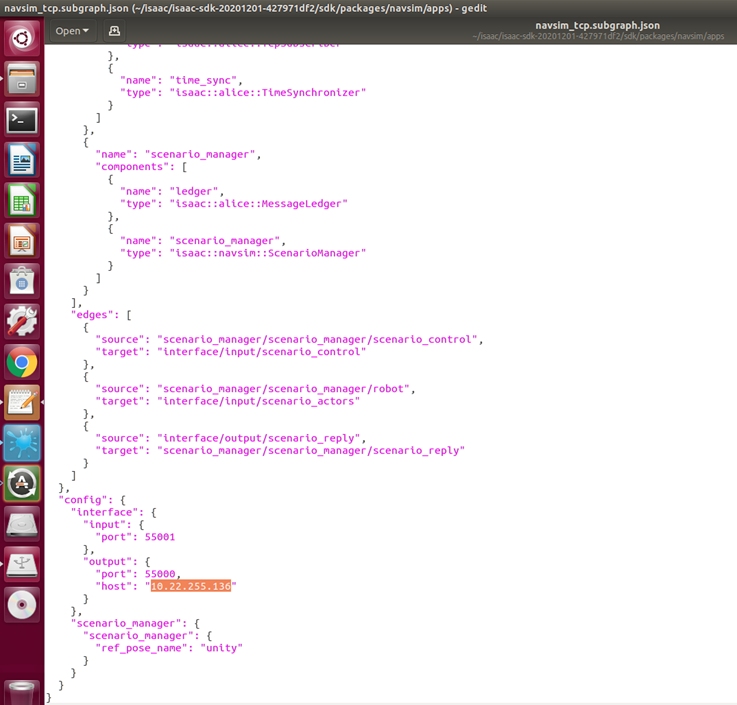 navsim_tcp.subgraph.json (~/isaac/isaac-sdk-20201201-427971df2/sdk/packages/navsim/apps) - gedit
Open
navsim_tcp.subgraph.json
~/isaac/isaac-sdk-20201201-427971df2/sdk/packages/navsim/apps
"type": "isaac::alice::TcpSubscriber"
},
{
"name": "time_sync",
"type": "isaac::alice::TimeSynchronizer"
}
]
},
{
"name": "scenario_manager",
"components": [
{
"name": "ledger",
"type": "isaac::alice::MessageLedger"
},
{
"name": "scenario_manager",
"type": "isaac::navsim::ScenarioManager"
}
]
}
],
"edges": [
{
"source": "scenario_manager/scenario_manager/scenario_control",
"target": "interface/input/scenario_control"
},
{
"source": "scenario_manager/scenario_manager/robot",
"target": "interface/input/scenario_actors"
},
{
"source": "interface/output/scenario_reply",
"target": "scenario_manager/scenario_manager/scenario_reply"
}
]
},
"config": {
"interface": {
"input": {
"port": 55001
},
"output": {
"port": 55000,
"host": "10.22.255.136"
}
},
"scenario_manager": {
"scenario_manager": {
"ref_pose_name": "unity"
}
}
}
}